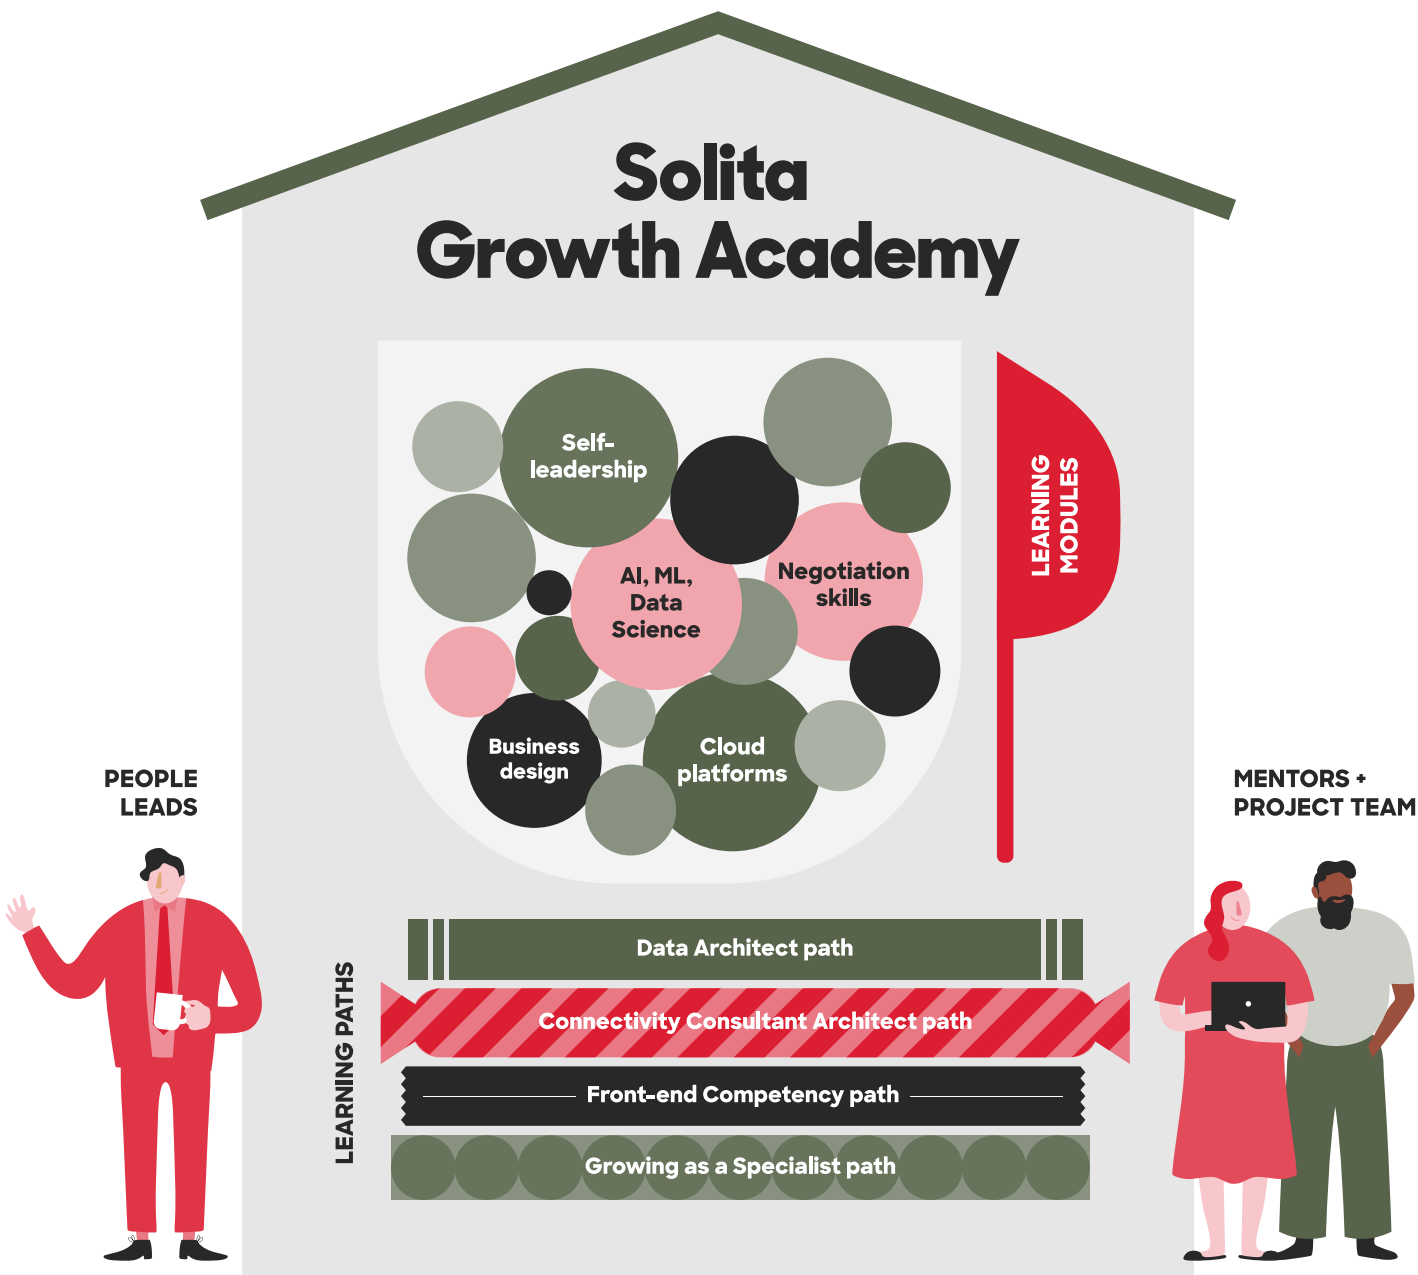 Solita
Growth Academy
Self-
leadership
AI, ML,
Data
Science
Negotiation
skills
Business
design
Cloud
platforms
LEARNING
MODULES
PEOPLE
LEADS
MENTORS +
PROJECT TEAM
LEARNING PATHS
Data Architect path
Connectivity Consultant Architect path
Front-end Competency path
Growing as a Specialist path